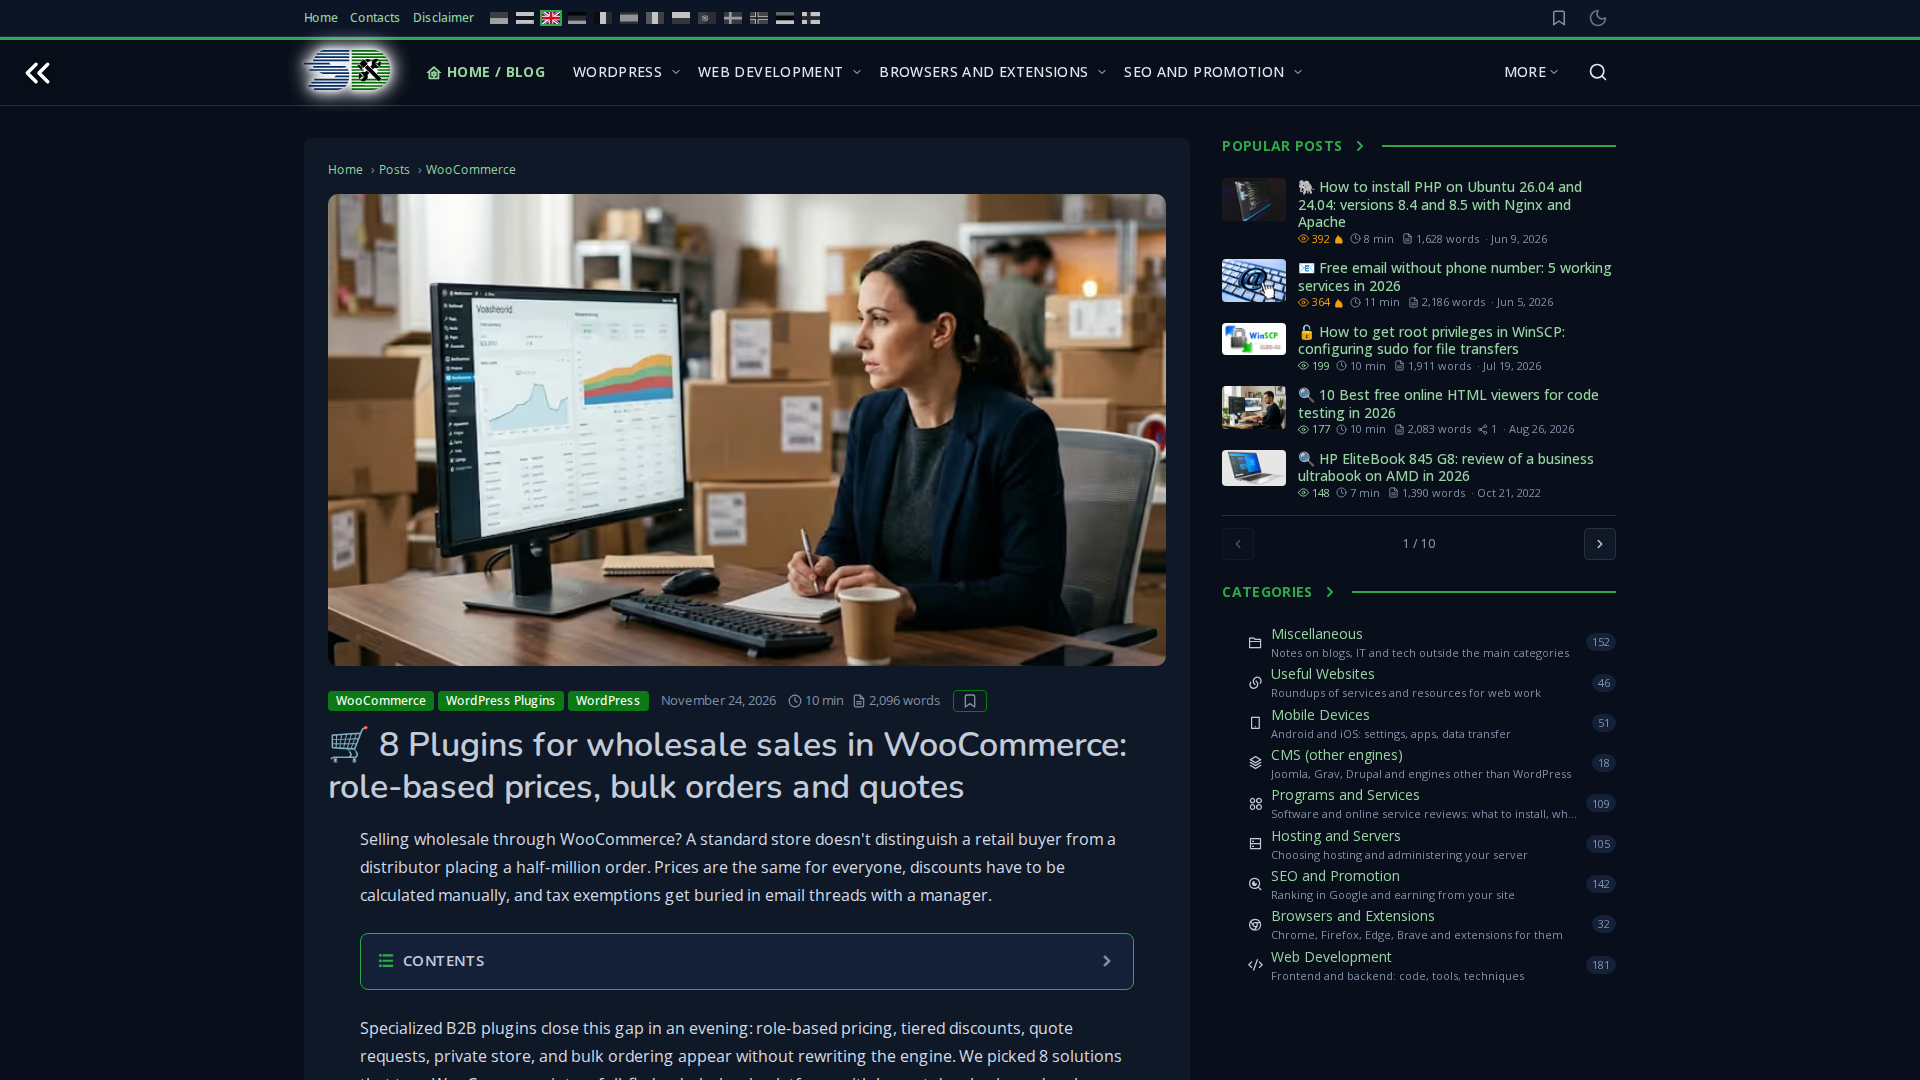 Home Contacts Disclaimer
HOME / BLOG WORDPRESS WEB DEVELOPMENT BROWSERS AND EXTENSIONS SEO AND PROMOTION MORE
Home › Posts › WooCommerce
WooCommerce WordPress Plugins WordPress November 24, 2026 10 min 2,096 words
🛒 8 Plugins for wholesale sales in WooCommerce:
role-based prices, bulk orders and quotes
Selling wholesale through WooCommerce? A standard store doesn't distinguish a retail buyer from a
distributor placing a half-million order. Prices are the same for everyone, discounts have to be
calculated manually, and tax exemptions get buried in email threads with a manager.
CONTENTS
Specialized B2B plugins close this gap in an evening: role-based pricing, tiered discounts, quote
requests, private store, and bulk ordering appear without rewriting the engine. We picked 8 solutions
POPULAR POSTS
🐘 How to install PHP on Ubuntu 26.04 and
24.04: versions 8.4 and 8.5 with Nginx and
Apache
392 8 min 1,628 words · Jun 9, 2026
📧 Free email without phone number: 5 working
services in 2026
364 11 min 2,186 words · Jun 5, 2026
WinSCP
🔓 How to get root privileges in WinSCP:
configuring sudo for file transfers
199 10 min 1,911 words · Jul 19, 2026
🔍 10 Best free online HTML viewers for code
testing in 2026
177 10 min 2,083 words 1 · Aug 26, 2026
🔍 HP EliteBook 845 G8: review of a business
ultrabook on AMD in 2026
148 7 min 1,390 words · Oct 21, 2022
1 / 10
CATEGORIES
Miscellaneous 152
Notes on blogs, IT and tech outside the main categories
Useful Websites 46
Roundups of services and resources for web work
Mobile Devices 51
Android and iOS: settings, apps, data transfer
CMS (other engines) 18
Joomla, Grav, Drupal and engines other than WordPress
Programs and Services 109
Software and online service reviews: what to install, wh...
Hosting and Servers 105
Choosing hosting and administering your server
SEO and Promotion 142
Ranking in Google and earning from your site
Browsers and Extensions 32
Chrome, Firefox, Edge, Brave and extensions for them
Web Development 181
Frontend and backend: code, tools, techniques